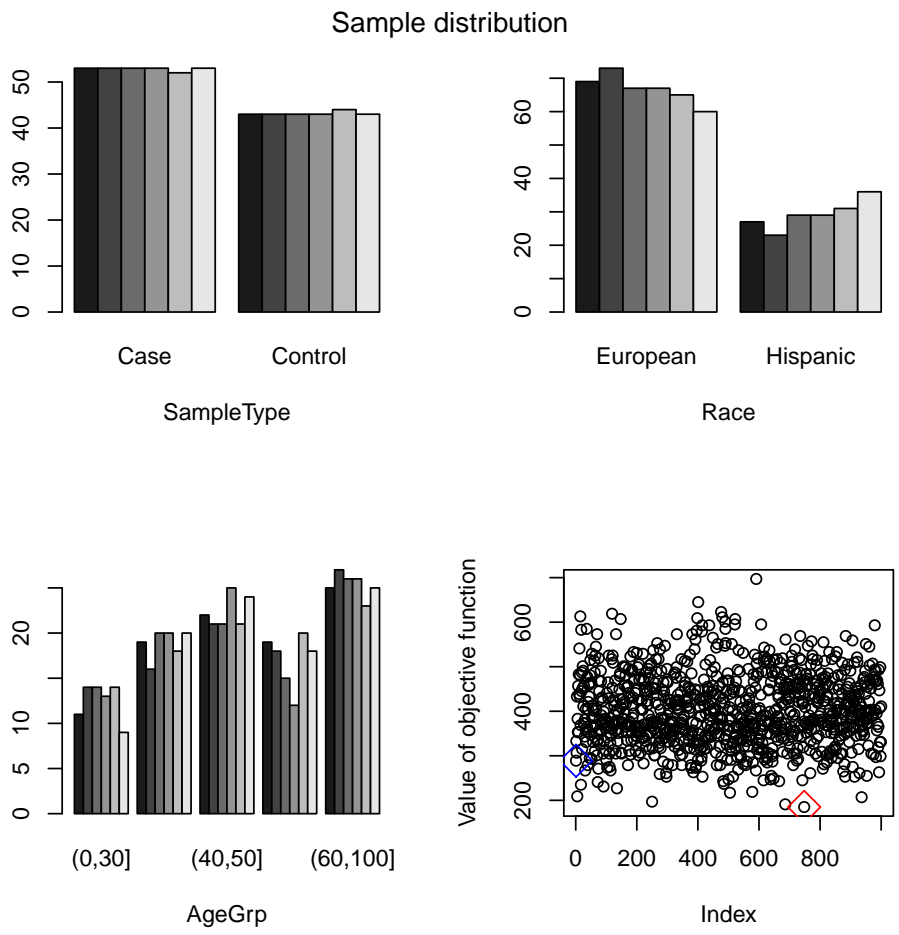 Sample distribution
0 10 20 30 40 50
Case Control
SampleType
0 20 40 60
European Hispanic
Race
0 5 10 20
(0,30] (40,50] (60,100]
AgeGrp
Value of objective function
200 400 600
0 200 400 600 800
Index